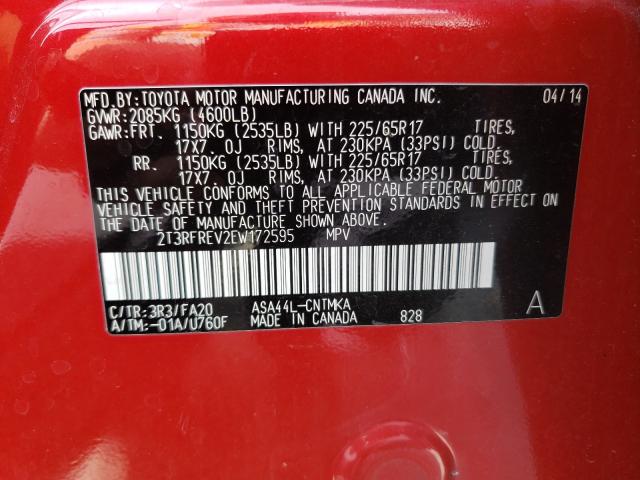 MFD.BY:TOYOTA MOTOR MANUFACTURING CANADA INC. 04/14
GVWR:2085KG (4600LB)
GAWR:FRT. 1150KG (2535LB) WITH 225/65R17 TIRES,
17X7.0J RIMS, AT 230KPA (33PSI) COLD.
RR. 1150KG (2535LB) WITH 225/65R17 TIRES,
17X7.0J RIMS, AT 230KPA (33PSI) COLD.
THIS VEHICLE CONFORMS TO ALL APPLICABLE FEDERAL MOTOR
VEHICLE SAFETY AND THEFT PREVENTION STANDARDS IN EFFECT ON THE DATE
OF MANUFACTURE SHOWN ABOVE.
2T3RFREV2EW172595 MPV
C/TR:3R3/FA20 ASA44L-CNTMKA A
A/TM:-01A/U760F MADE IN CANADA 828